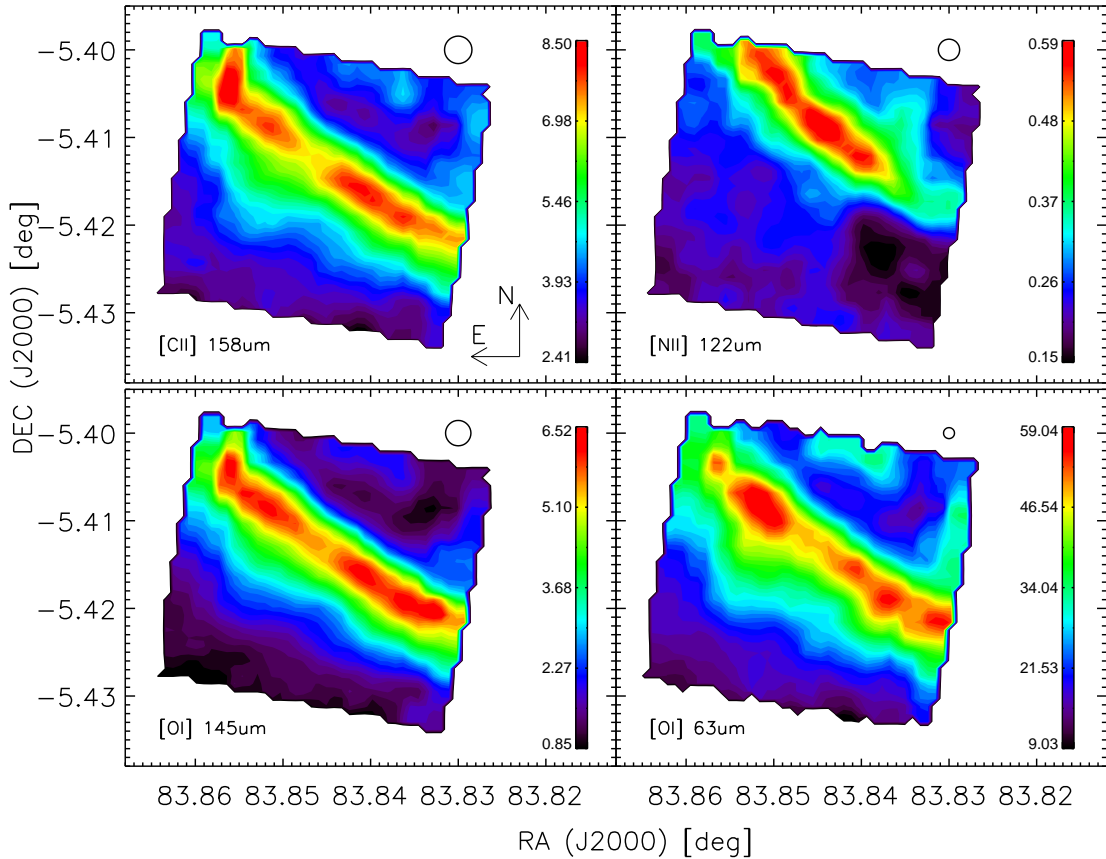 −5.40
−5.41
−5.42
−5.43
8.50
6.98
5.46
3.93
2.41
N
E
[CII] 158um
0.59
0.48
0.37
0.26
0.15
[NII] 122um
DEC (J2000) [deg]
−5.40
−5.41
−5.42
−5.43
6.52
5.10
3.68
2.27
0.85
[OI] 145um
59.04
46.54
34.04
21.53
9.03
[OI] 63um
83.86 83.85 83.84 83.83 83.82
83.86 83.85 83.84 83.83 83.82
RA (J2000) [deg]